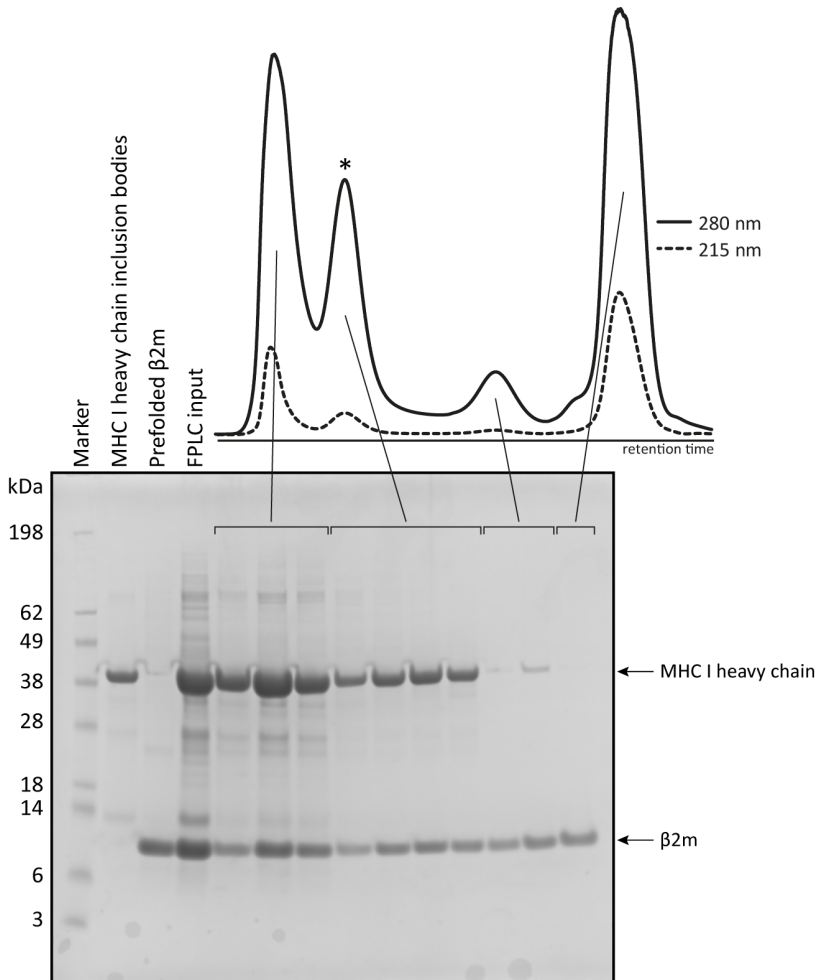 *
280 nm
215 nm
retention time
Marker
MHC I heavy chain inclusion bodies
Prefolded β2m
FPLC input
kDa
198
62
49
38
28
18
14
6
3
MHC I heavy chain
β2m